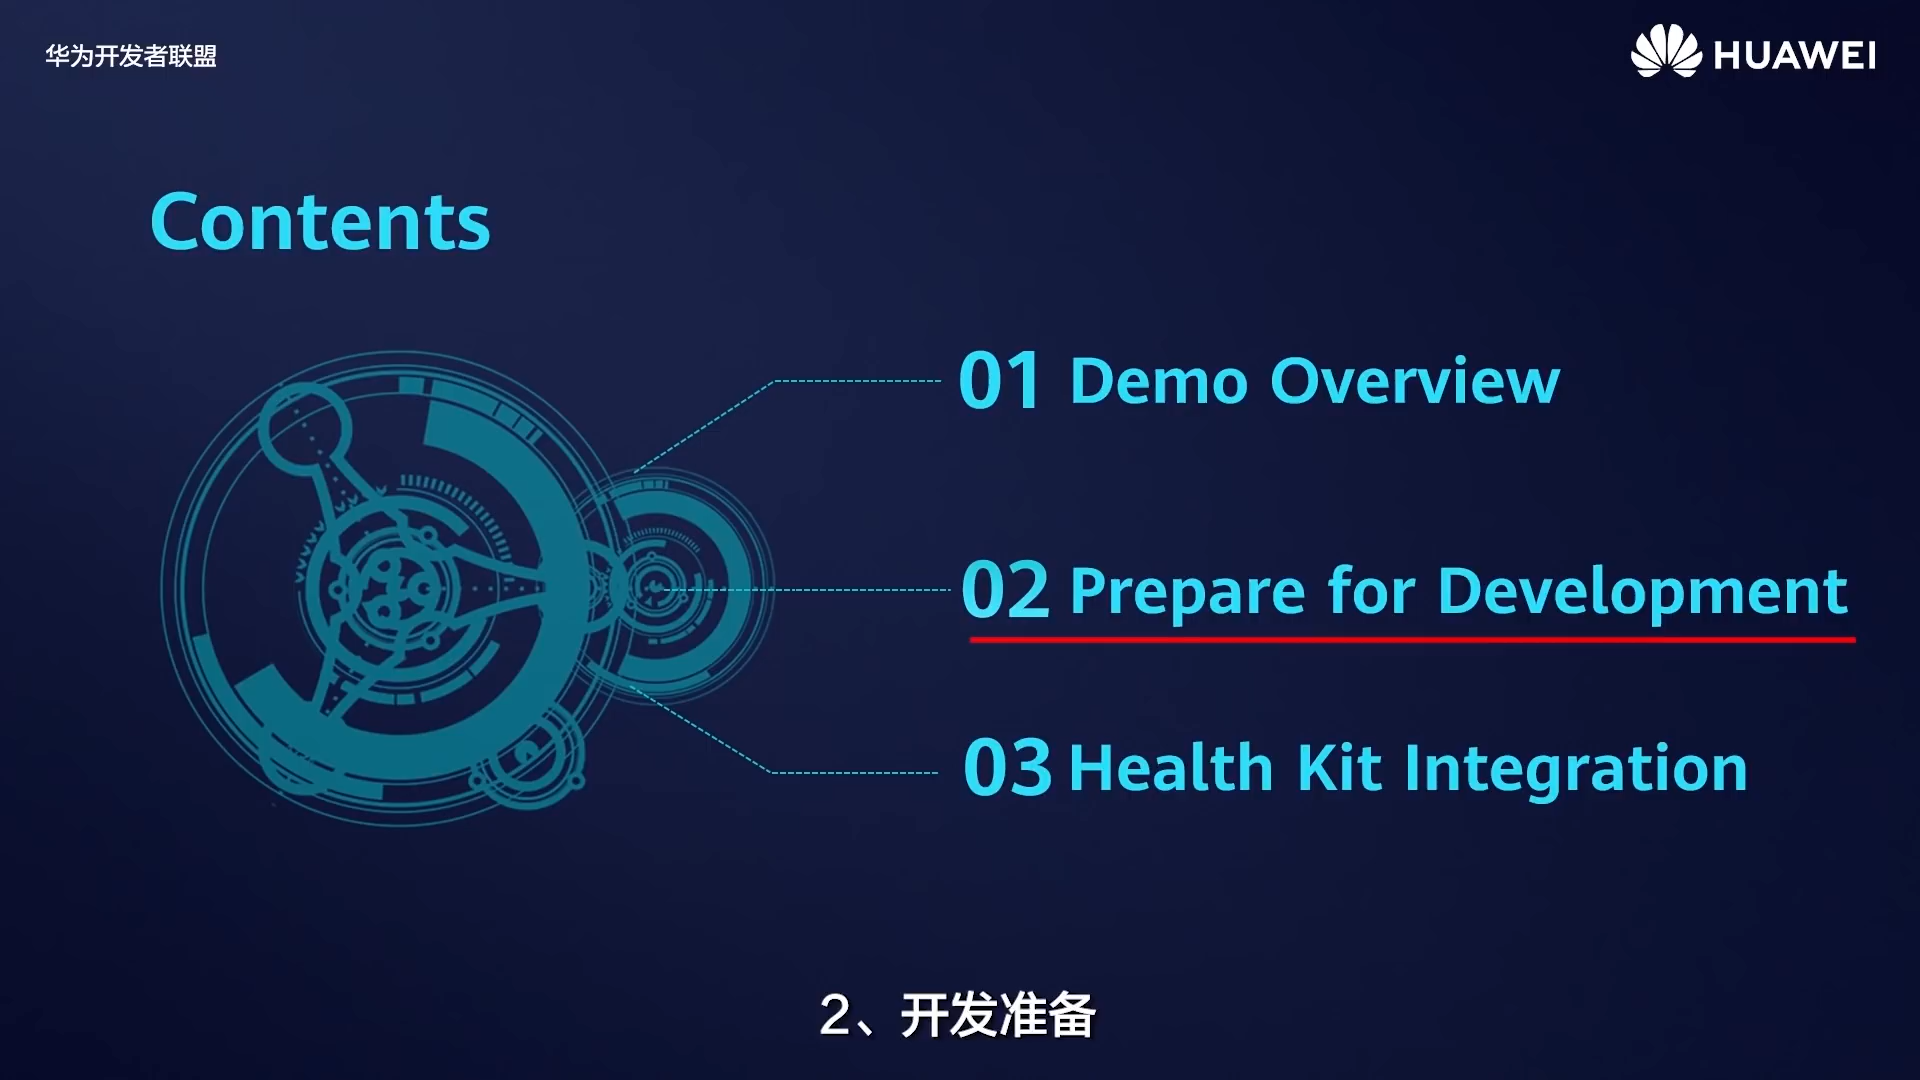 华为开发者联盟
HUAWEI
Contents
01 Demo Overview
02 Prepare for Development
03 Health Kit Integration
2、开发准备